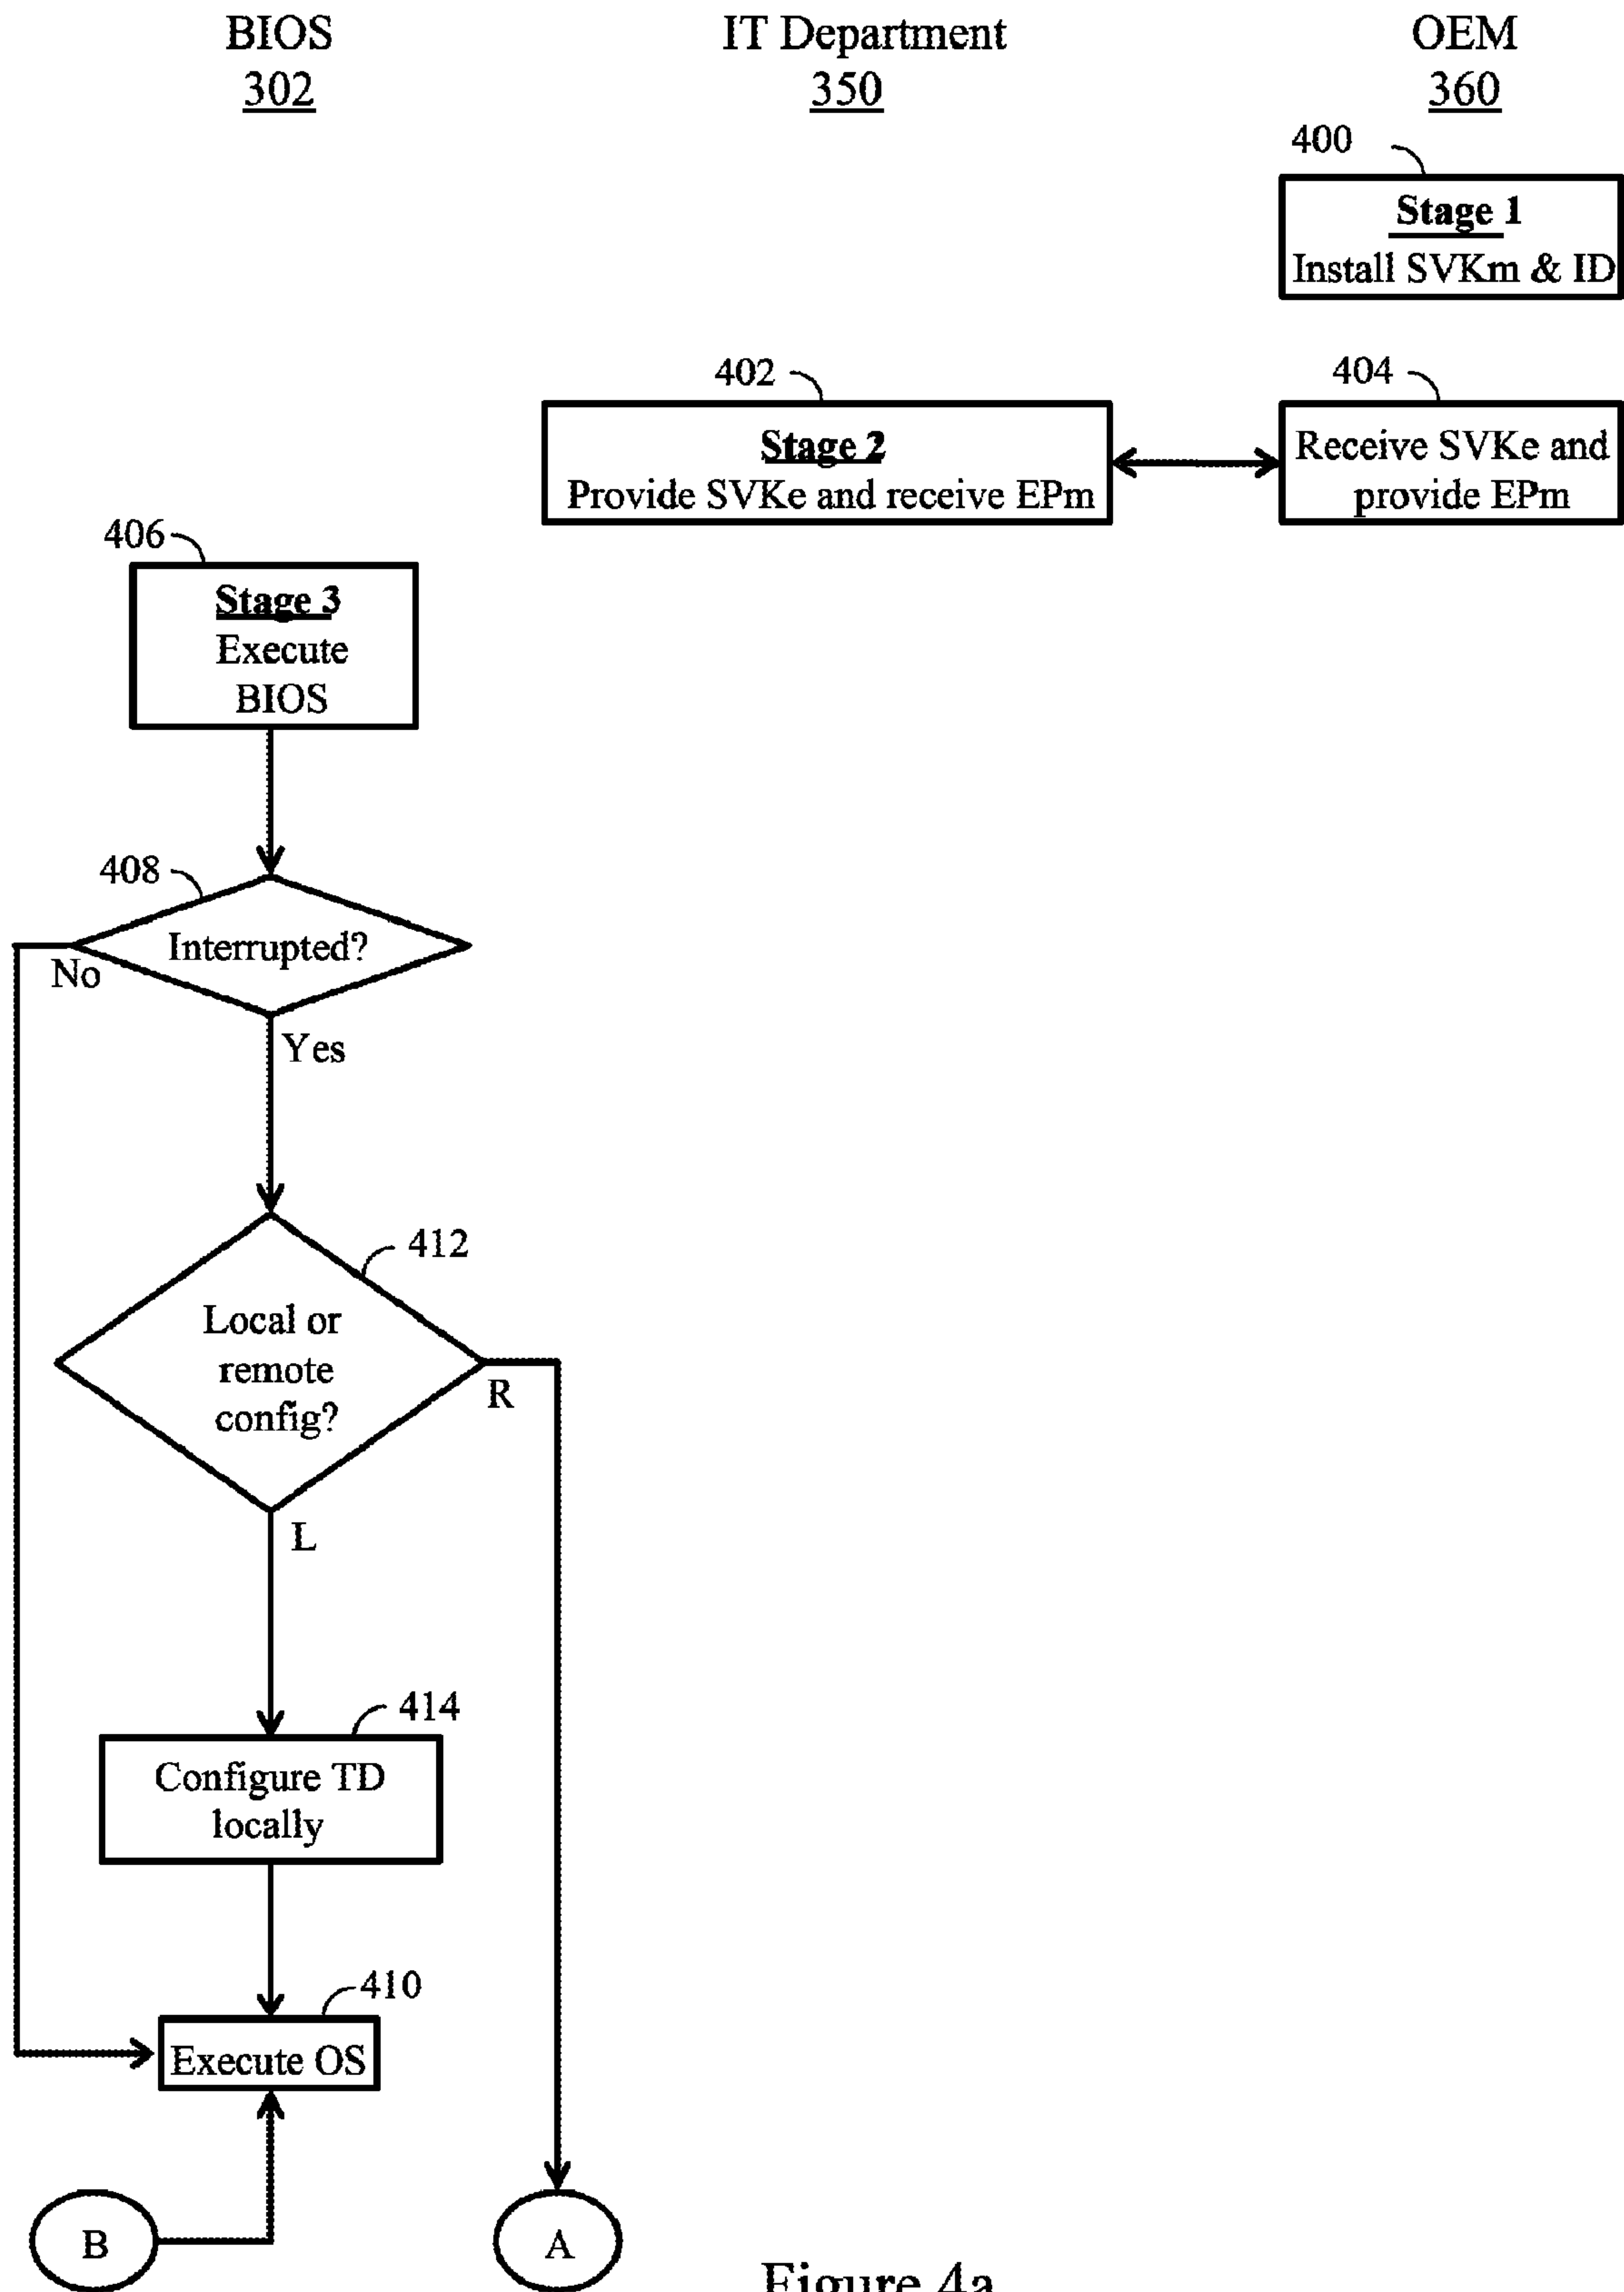 BIOS
302
IT Department
350
OEM
360
400
Stage 1
Install SVKm & ID
402
Stage 2
Provide SVKe and receive EPm
404
Receive SVKe and
provide EPm
406
Stage 3
Execute
BIOS
408
Interrupted?
No
Yes
412
Local or
remote
config?
R
L
414
Configure TD
locally
410
Execute OS
B
A
Figure 4a